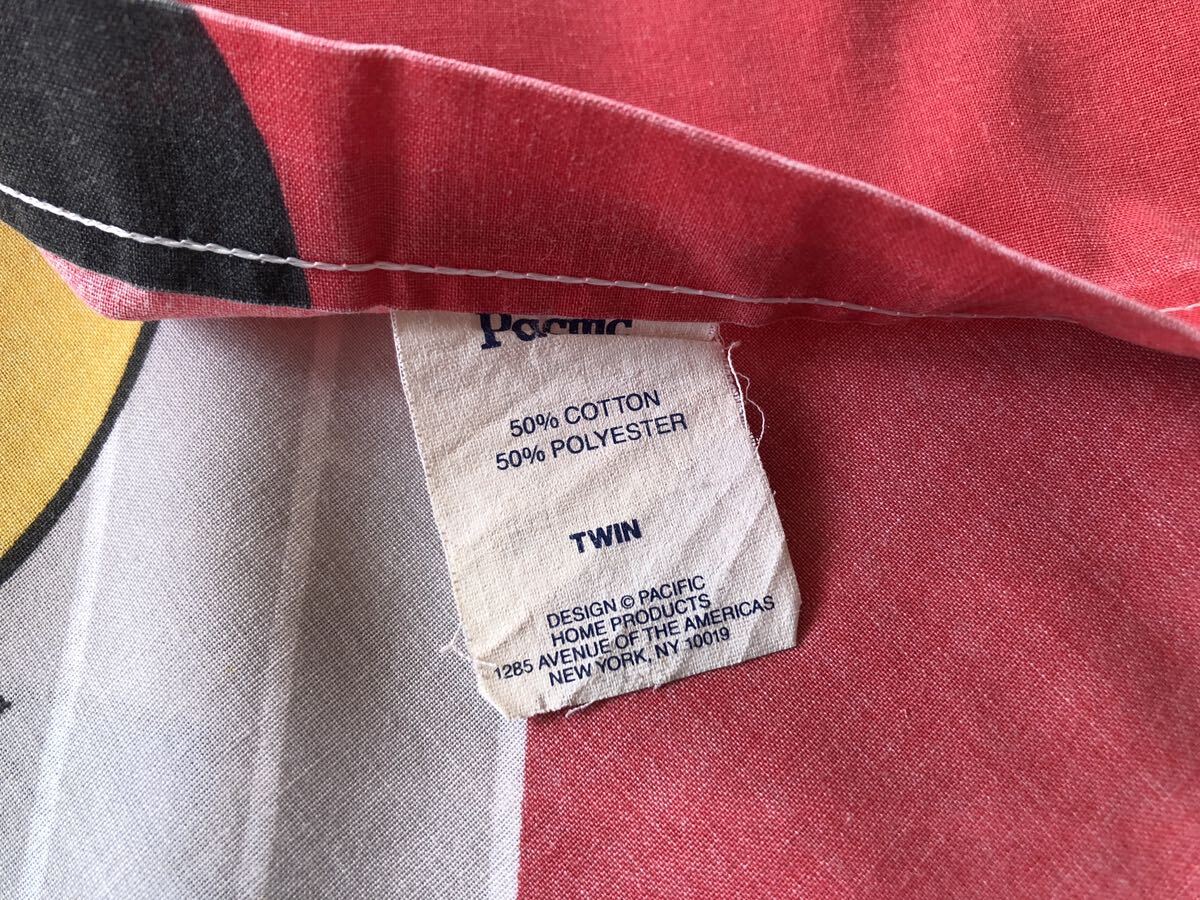 Pacific
50% COTTON
50% POLYESTER
TWIN
DESIGN © PACIFIC
HOME PRODUCTS
1285 AVENUE OF THE AMERICAS
NEW YORK, NY 10019